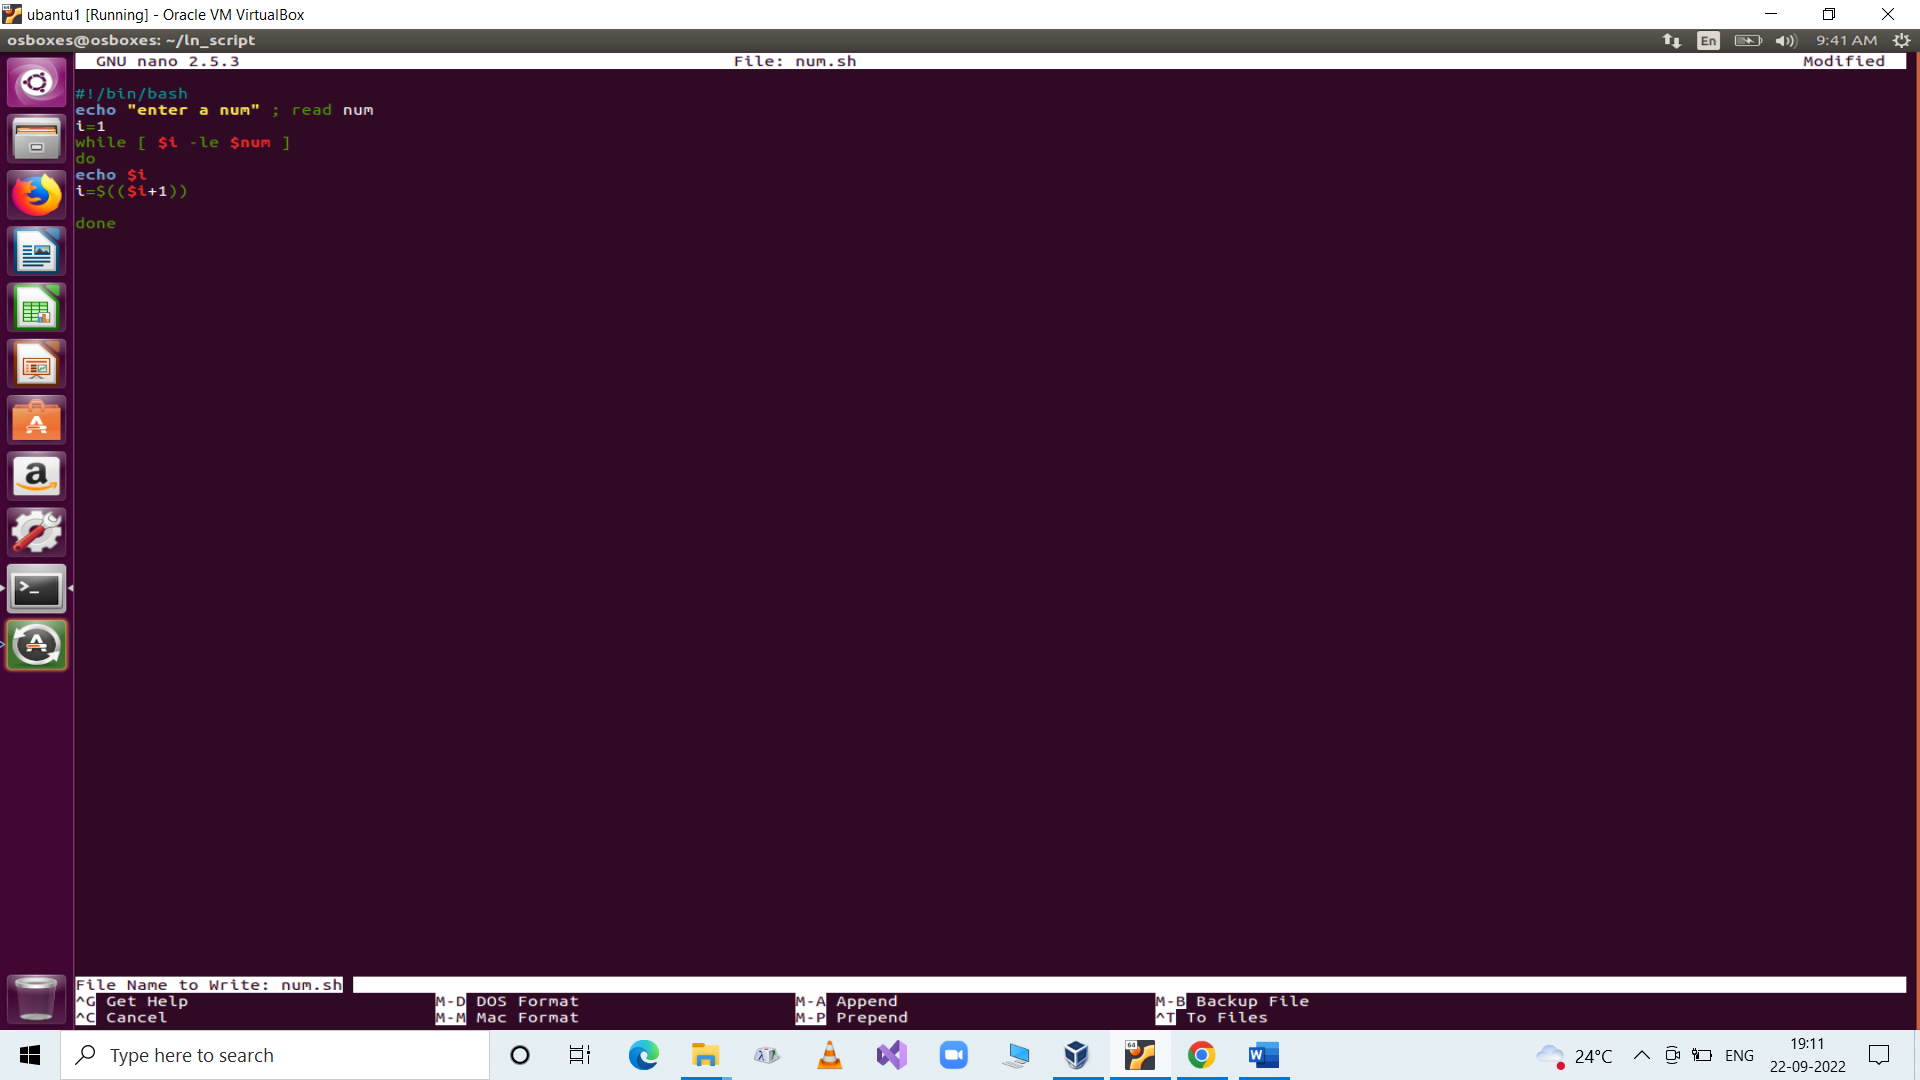 ubantu1 [Running] - Oracle VM VirtualBox
osboxes@osboxes: ~/ln_script
En
9:41 AM
GNU nano 2.5.3 File: num.sh Modified
#!/bin/bash
echo "enter a num" ; read num
i=1
while [ $i -le $num ]
do
echo $i
i=$(($i+1))
done
File Name to Write: num.sh
^G Get Help M-D DOS Format M-A Append M-B Backup File
^C Cancel M-M Mac Format M-P Prepend ^T To Files
Type here to search
64
W
24°C
ENG
19:11
22-09-2022